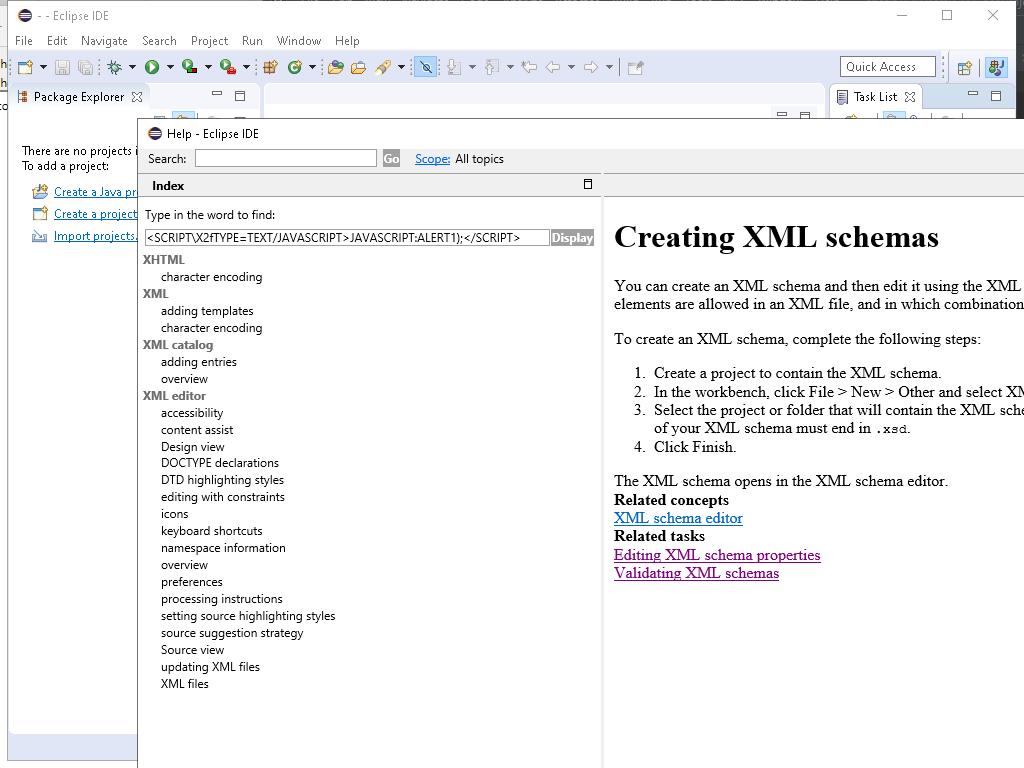 - - Eclipse IDE
File Edit Navigate Search Project Run Window Help
Quick Access
Package Explorer
Task List
There are no projects i
To add a project:
Create a Java pr
Create a project
Import projects.
Help - Eclipse IDE
Search: Go Scope: All topics
Index
Type in the word to find:
<SCRIPT\X2fTYPE=TEXT/JAVASCRIPT>JAVASCRIPT:ALERT1);</SCRIPT> Display
XHTML
character encoding
XML
adding templates
character encoding
XML catalog
adding entries
overview
XML editor
accessibility
content assist
Design view
DOCTYPE declarations
DTD highlighting styles
editing with constraints
icons
keyboard shortcuts
namespace information
overview
preferences
processing instructions
setting source highlighting styles
source suggestion strategy
Source view
updating XML files
XML files
Creating XML schemas
You can create an XML schema and then edit it using the XML
elements are allowed in an XML file, and in which combination
To create an XML schema, complete the following steps:
1. Create a project to contain the XML schema.
2. In the workbench, click File > New > Other and select XM
3. Select the project or folder that will contain the XML sche
of your XML schema must end in .xsd.
4. Click Finish.
The XML schema opens in the XML schema editor.
Related concepts
XML schema editor
Related tasks
Editing XML schema properties
Validating XML schemas